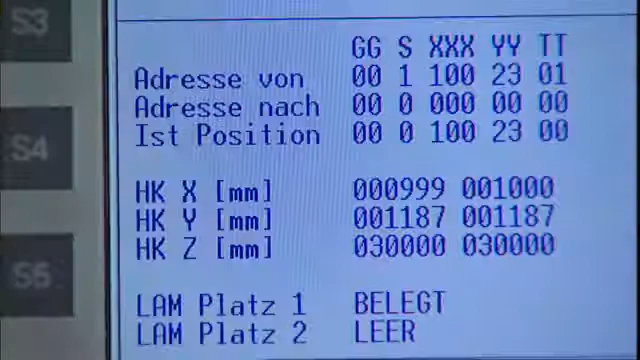 GG S XXX YY TT
Adresse von 00 1 100 23 01
Adresse nach 00 0 000 00 00
Ist Position 00 0 100 23 00
HK X [mm] 000999 001000
HK Y [mm] 001187 001187
HK Z [mm] 030000 030000
LAM Platz 1 BELEGT
LAM Platz 2 LEER
S3
S4
S5